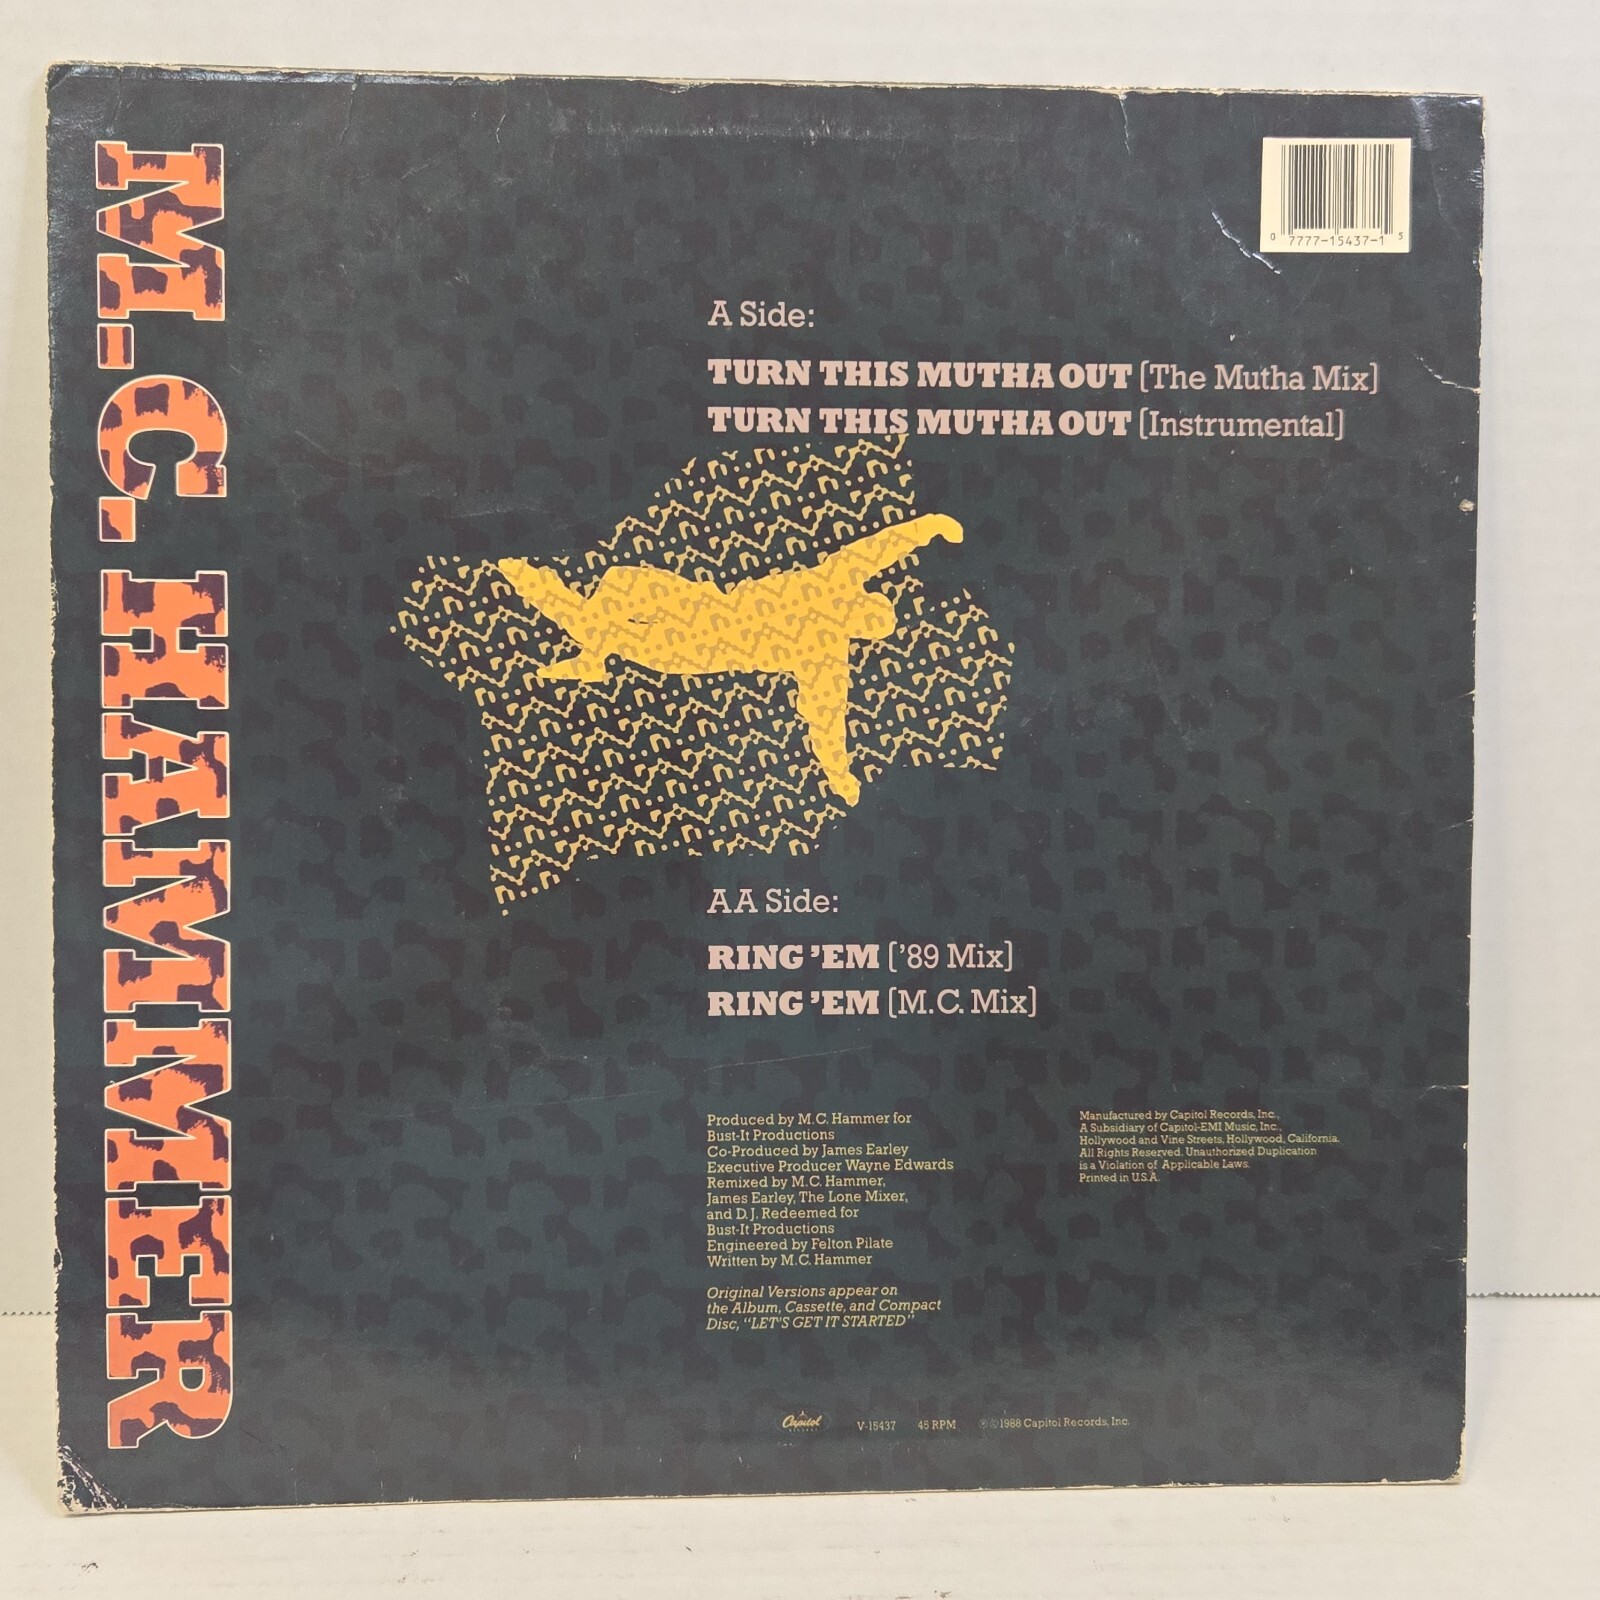 M.C. HAMMER
0 7777-15437-1 5
A Side:
TURN THIS MUTHA OUT (The Mutha Mix)
TURN THIS MUTHA OUT (Instrumental)
AA Side:
RING 'EM ('89 Mix)
RING 'EM (M.C. Mix)
Produced by M.C. Hammer for
Bust-It Productions
Co-Produced by James Earley
Executive Producer Wayne Edwards
Remixed by M.C. Hammer,
James Earley, The Lone Mixer,
and D.J. Redeemed for
Bust-It Productions
Engineered by Felton Pilate
Written by M.C. Hammer
Original Versions appear on
the Album, Cassette, and Compact
Disc, "LET'S GET IT STARTED"
Manufactured by Capitol Records, Inc.,
A Subsidiary of Capitol-EMI Music, Inc.,
Hollywood and Vine Streets, Hollywood, California.
All Rights Reserved. Unauthorized Duplication
is a Violation of Applicable Laws.
Printed in U.S.A.
Capitol
RECORDS
V-15437 45 RPM ℗©1988 Capitol Records, Inc.